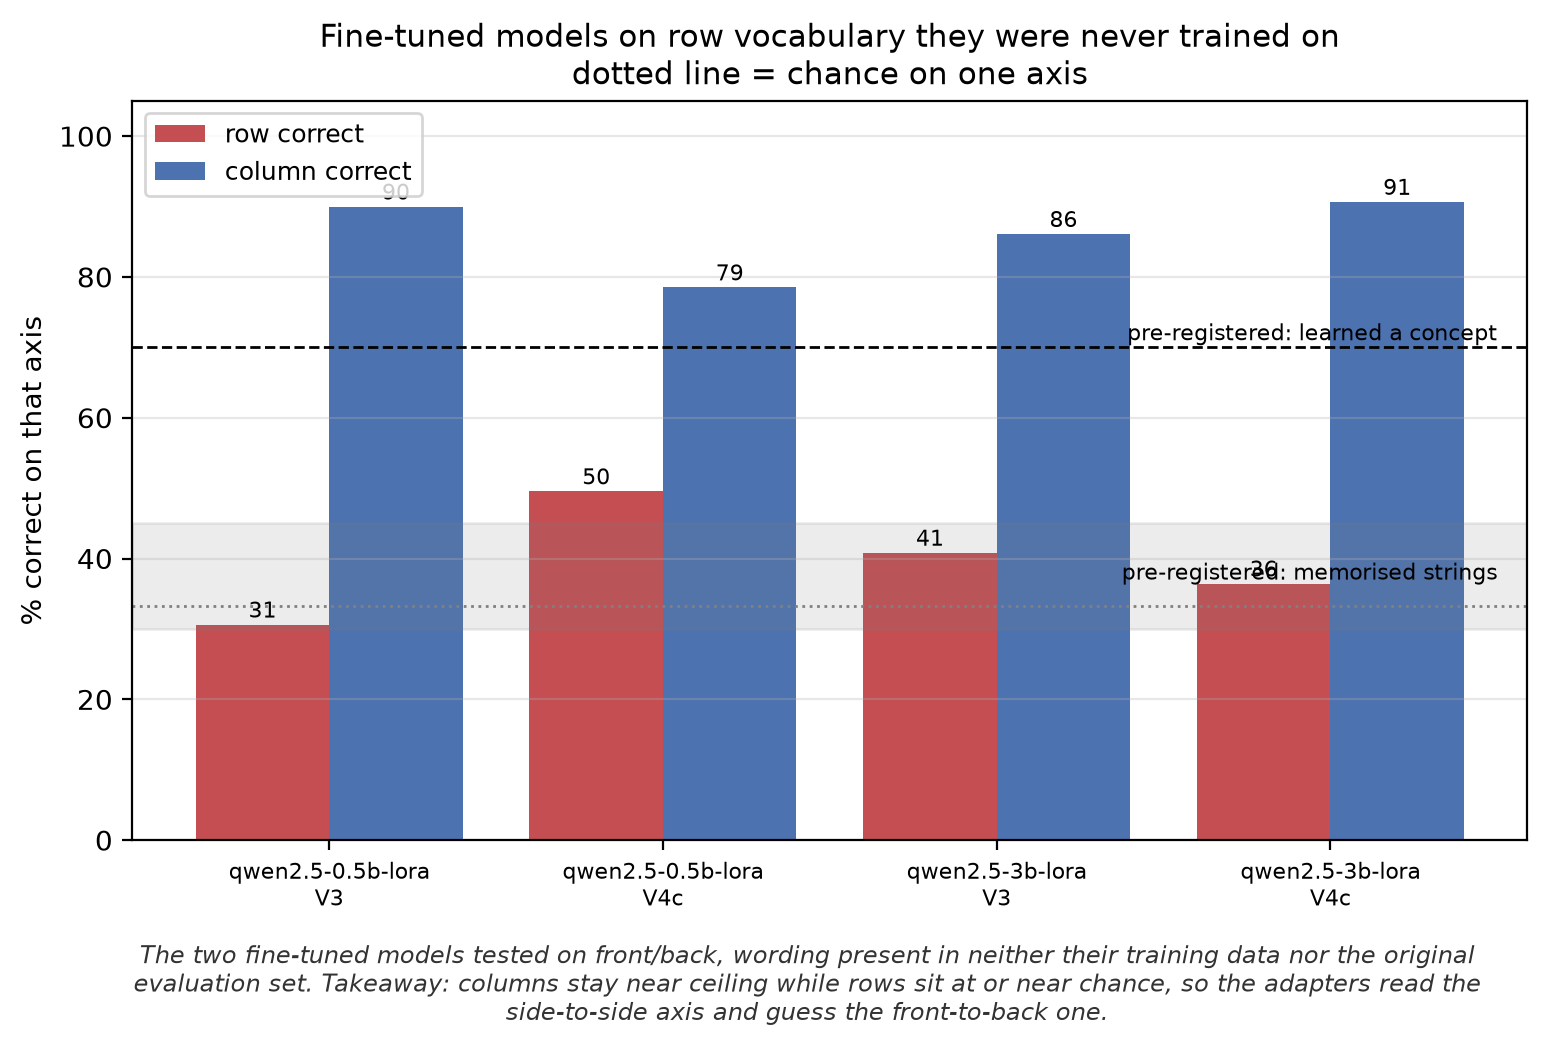 Fine-tuned models on row vocabulary they were never trained on
dotted line = chance on one axis
row correct
column correct
% correct on that axis
100
80
60
40
20
0
90
91
86
79
pre-registered: learned a concept
50
41
36
pre-registered: memorised strings
31
qwen2.5-0.5b-lora
V3
qwen2.5-0.5b-lora
V4c
qwen2.5-3b-lora
V3
qwen2.5-3b-lora
V4c
The two fine-tuned models tested on front/back, wording present in neither their training data nor the original
evaluation set. Takeaway: columns stay near ceiling while rows sit at or near chance, so the adapters read the
side-to-side axis and guess the front-to-back one.